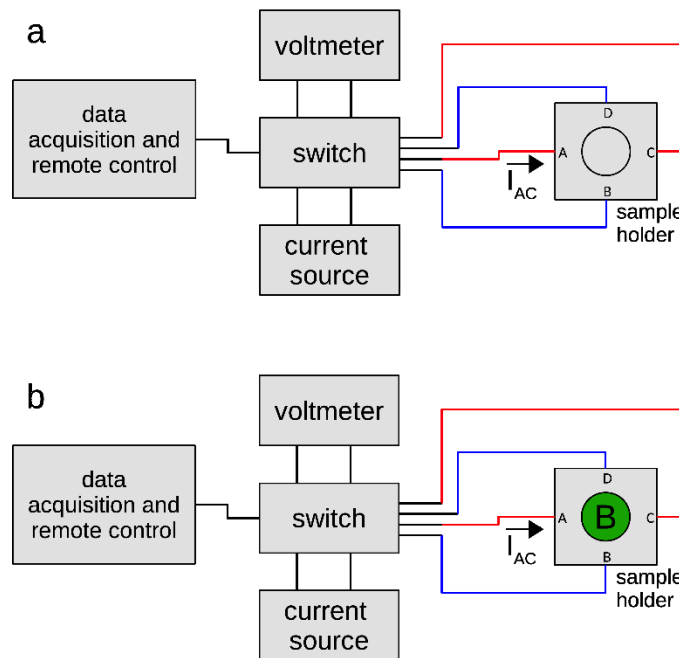 a
voltmeter
data
acquisition and
remote control
switch
D
A
C
B
I AC
sample
holder
current
source
b
voltmeter
data
acquisition and
remote control
switch
D
A
B
C
B
I AC
sample
holder
current
source